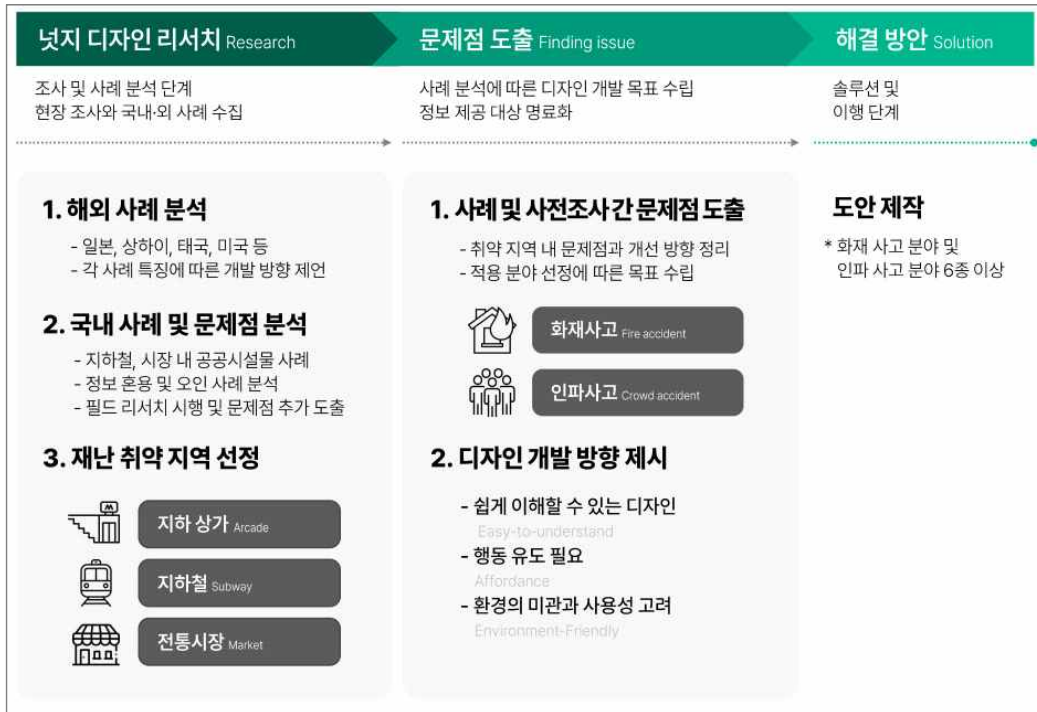 넛지 디자인 리서치 Research
조사 및 사례 분석 단계
현장 조사와 국내·외 사례 수집
1. 해외 사례 분석
- 일본, 상하이, 태국, 미국 등
- 각 사례 특징에 따른 개발 방향 제언
2. 국내 사례 및 문제점 분석
- 지하철, 시장 내 공공시설물 사례
- 정보 혼용 및 오인 사례 분석
- 필드 리서치 시행 및 문제점 추가 도출
3. 재난 취약 지역 선정
M
지하 상가 Arcade
지하철 Subway
전통시장 Market
문제점 도출 Finding issue
사례 분석에 따른 디자인 개발 목표 수립
정보 제공 대상 명료화
1. 사례 및 사전조사 간 문제점 도출
- 취약 지역 내 문제점과 개선 방향 정리
- 적용 분야 선정에 따른 목표 수립
화재사고 Fire accident
인파사고 Crowd accident
2. 디자인 개발 방향 제시
- 쉽게 이해할 수 있는 디자인
Easy-to-understand
- 행동 유도 필요
Affordance
- 환경의 미관과 사용성 고려
Environment-Friendly
해결 방안 Solution
솔루션 및
이행 단계
도안 제작
* 화재 사고 분야 및
인파 사고 분야 6종 이상